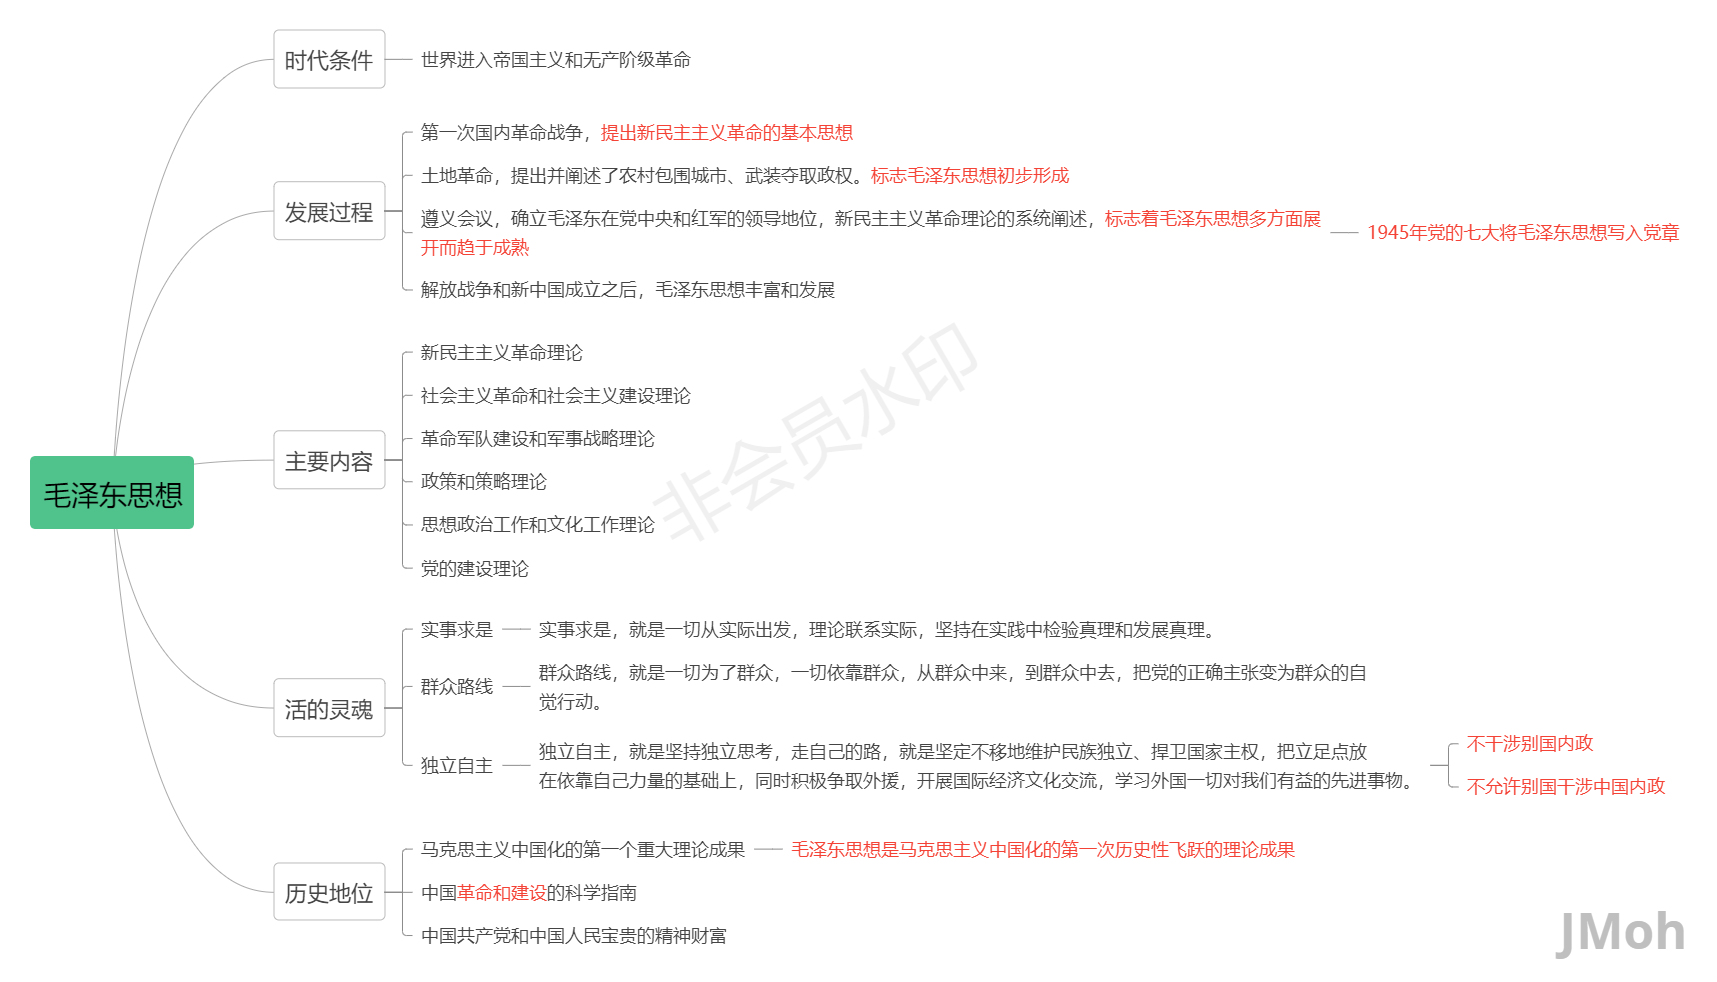 毛泽东思想
时代条件
世界进入帝国主义和无产阶级革命
发展过程
第一次国内革命战争，提出新民主主义革命的基本思想
土地革命，提出并阐述了农村包围城市、武装夺取政权。标志毛泽东思想初步形成
遵义会议，确立毛泽东在党中央和红军的领导地位，新民主主义革命理论的系统阐述，标志着毛泽东思想多方面展
开而趋于成熟
1945年党的七大将毛泽东思想写入党章
解放战争和新中国成立之后，毛泽东思想丰富和发展
主要内容
新民主主义革命理论
社会主义革命和社会主义建设理论
革命军队建设和军事战略理论
政策和策略理论
思想政治工作和文化工作理论
党的建设理论
活的灵魂
实事求是
实事求是，就是一切从实际出发，理论联系实际，坚持在实践中检验真理和发展真理。
群众路线
群众路线，就是一切为了群众，一切依靠群众，从群众中来，到群众中去，把党的正确主张变为群众的自
觉行动。
独立自主
独立自主，就是坚持独立思考，走自己的路，就是坚定不移地维护民族独立、捍卫国家主权，把立足点放
在依靠自己力量的基础上，同时积极争取外援，开展国际经济文化交流，学习外国一切对我们有益的先进事物。
不干涉别国内政
不允许别国干涉中国内政
历史地位
马克思主义中国化的第一个重大理论成果
毛泽东思想是马克思主义中国化的第一次历史性飞跃的理论成果
中国革命和建设的科学指南
中国共产党和中国人民宝贵的精神财富
非会员水印
JMoh